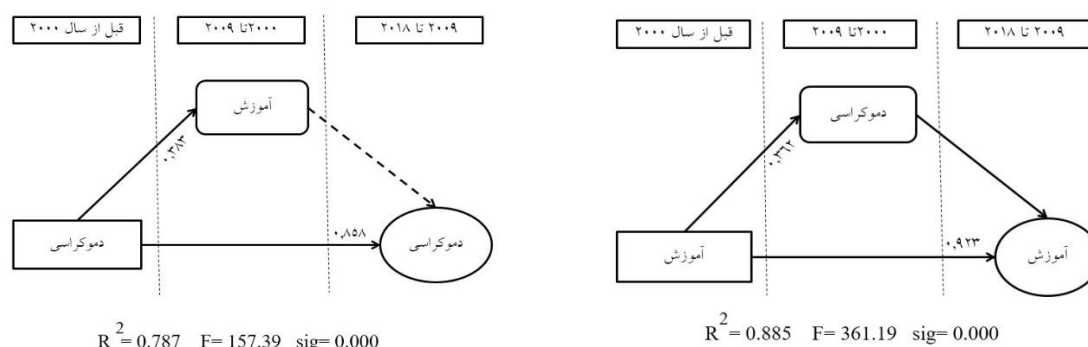 قبل از سال ۲۰۰۰
۲۰۰۰تا ۲۰۰۹
۲۰۰۹ تا ۲۰۱۸
آموزش
۰,۳۸۳
دموکراسی
۰,۸۵۸
دموکراسی
R2= 0.787 F= 157.39 sig= 0.000
قبل از سال ۲۰۰۰
۲۰۰۰تا ۲۰۰۹
۲۰۰۹ تا ۲۰۱۸
دموکراسی
۰,۳۶۲
آموزش
۰,۹۲۳
آموزش
R2= 0.885 F= 361.19 sig= 0.000